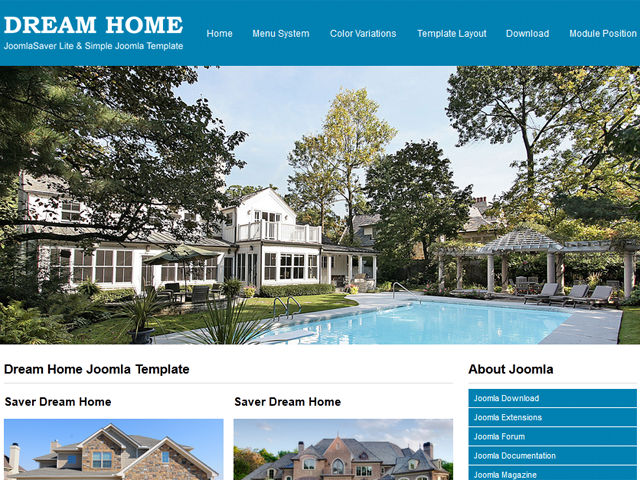 DREAM HOME
JoomlaSaver Lite & Simple Joomla Template
Home Menu System Color Variations Template Layout Download Module Position
Dream Home Joomla Template
Saver Dream Home
Saver Dream Home
About Joomla
Joomla Download
Joomla Extensions
Joomla Forum
Joomla Documentation
Joomla Magazine